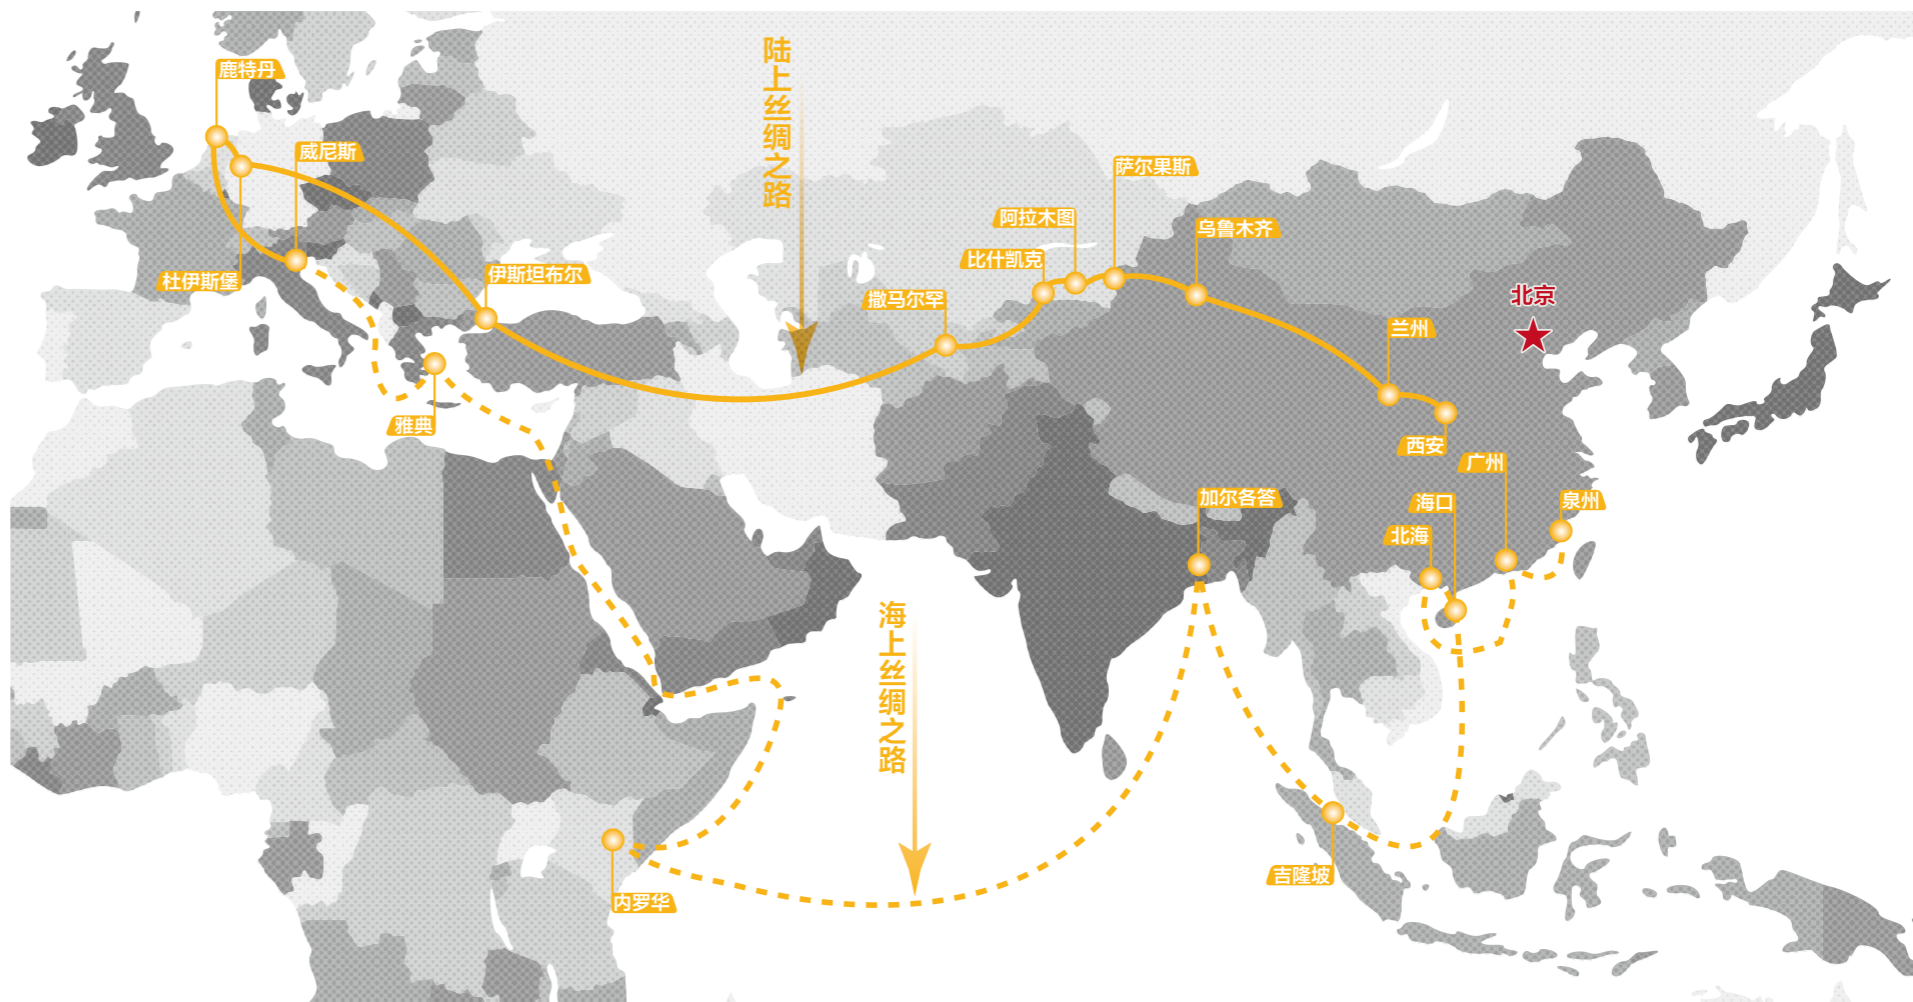 陆上丝绸之路
鹿特丹
威尼斯
萨尔果斯
阿拉木图
乌鲁木齐
比什凯克
杜伊斯堡
伊斯坦布尔
撒马尔罕
北京
兰州
雅典
西安
广州
加尔各答
海口
泉州
北海
海上丝绸之路
吉隆坡
内罗华